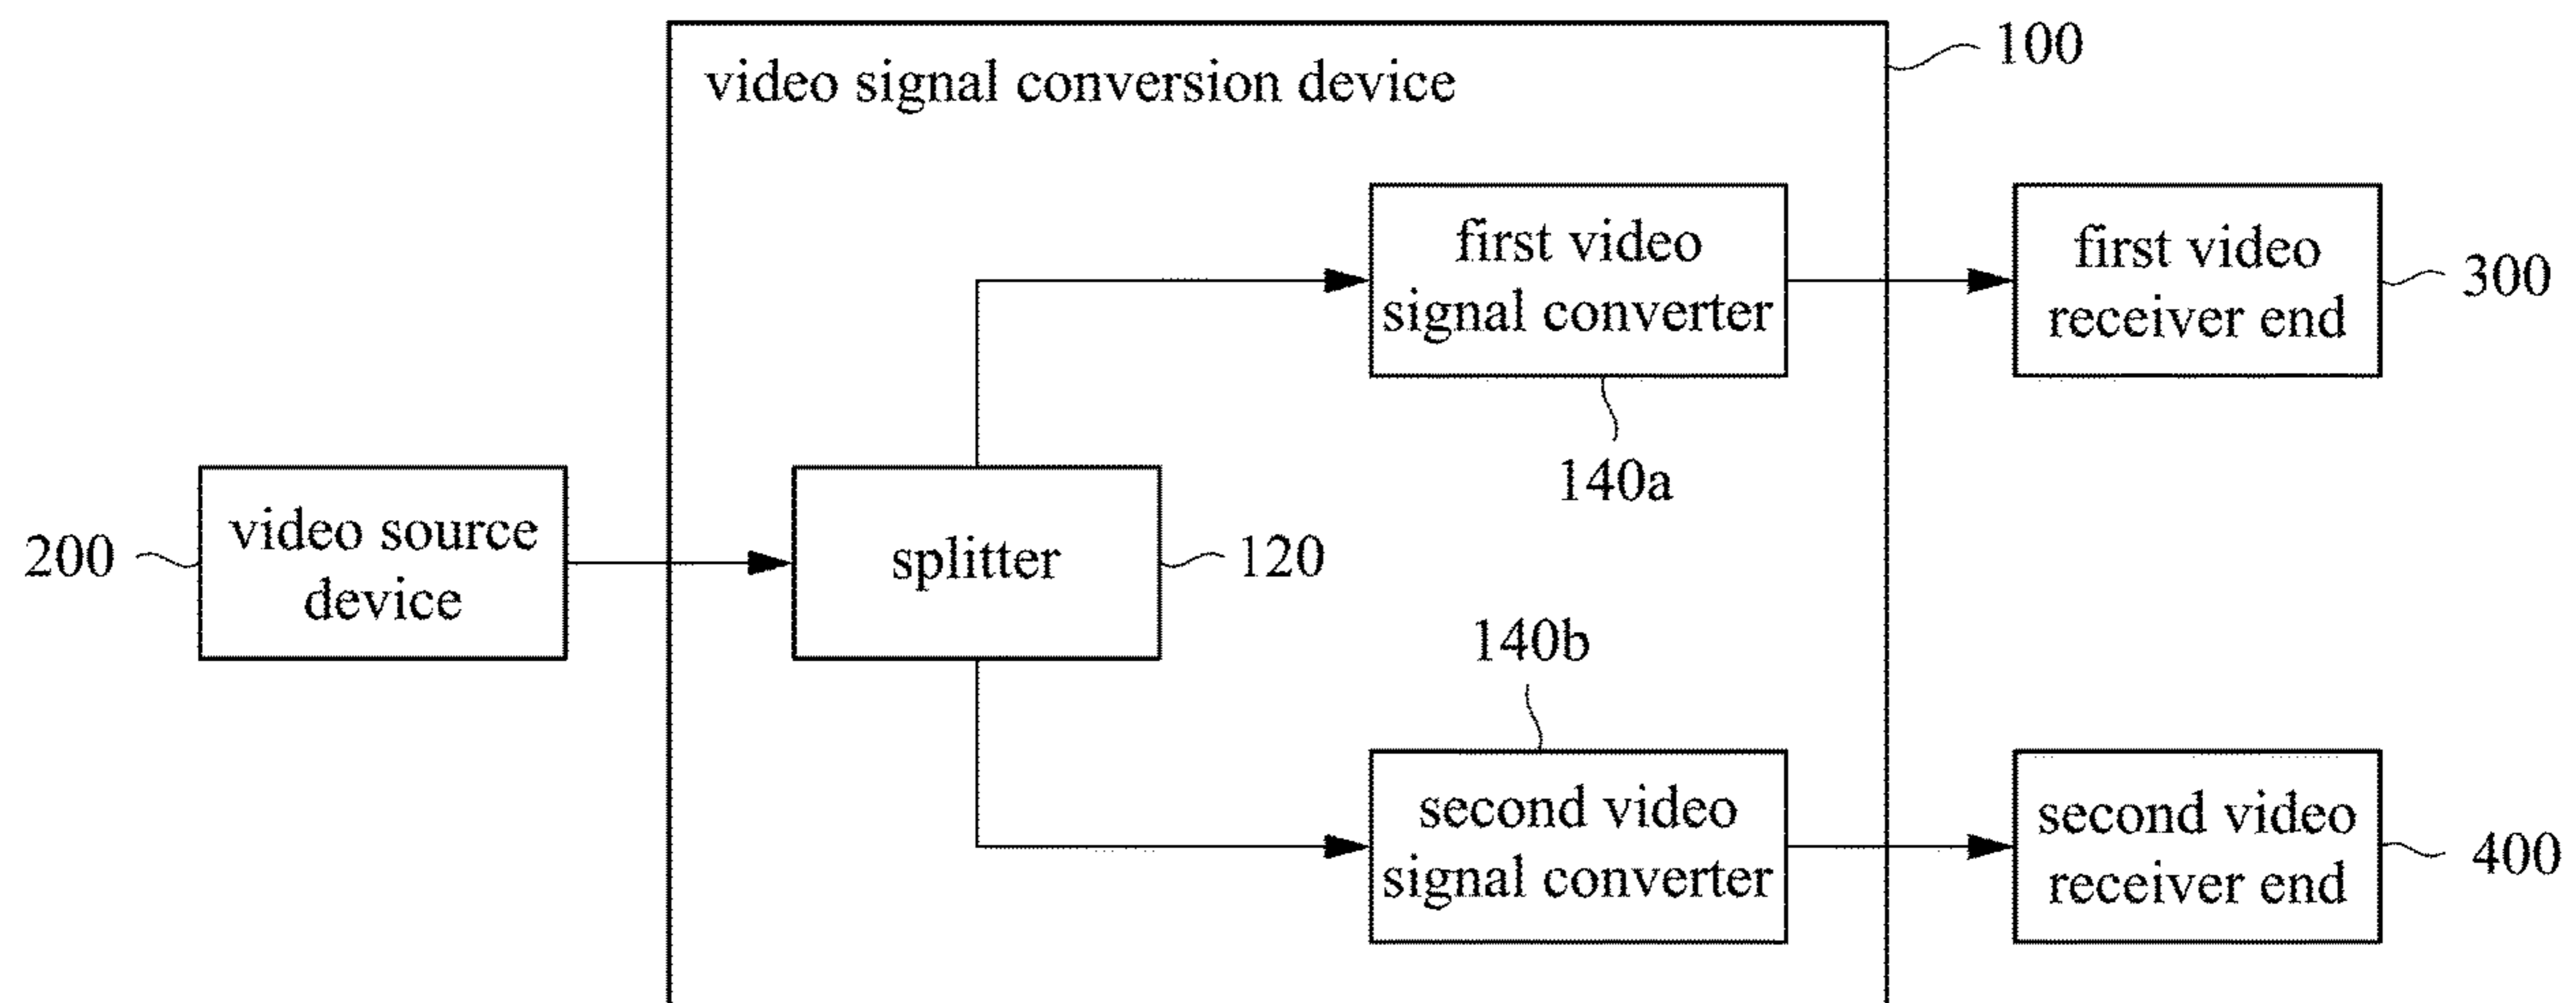 100
video signal conversion device
first video
signal converter
140a
first video
receiver end
300
200
video source
device
splitter
120
140b
second video
signal converter
second video
receiver end
400